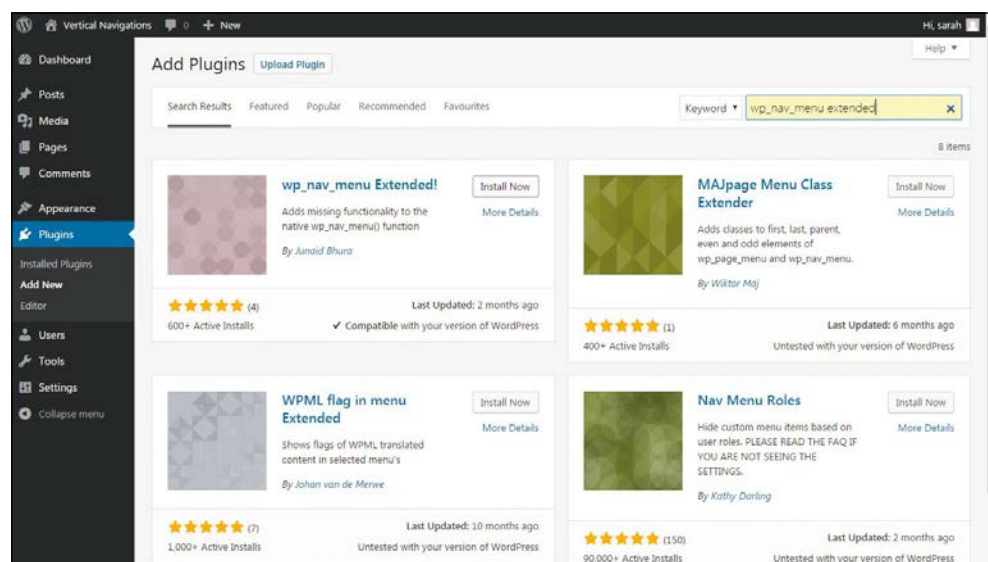 Vertical Navigations 0 + New
Hi, sarah
Dashboard
Posts
Media
Pages
Comments
Appearance
Plugins
Installed Plugins
Add New
Editor
Users
Tools
Settings
Collapse menu
Help ▼
Add Plugins Upload Plugin
Search Results Featured Popular Recommended Favourites
Keyword ▼ wp_nav_menu extended ×
8 items
wp_nav_menu Extended!
Install Now
More Details
Adds missing functionality to the
native wp_nav_menu() function
By Junaid Bhura
(4)
Last Updated: 2 months ago
600+ Active Installs
✓ Compatible with your version of WordPress
MAJpage Menu Class
Extender
Install Now
More Details
Adds classes to first, last, parent,
even and odd elements of
wp_page_menu and wp_nav_menu.
By Wiktor Maj
(1)
Last Updated: 6 months ago
400+ Active Installs
Untested with your version of WordPress
WPML flag in menu
Extended
Install Now
More Details
Shows flags of WPML translated
content in selected menu's
By Johan van de Merwe
(7)
Last Updated: 10 months ago
1,000+ Active Installs
Untested with your version of WordPress
Nav Menu Roles
Install Now
More Details
Hide custom menu items based on
user roles. PLEASE READ THE FAQ IF
YOU ARE NOT SEEING THE
SETTINGS.
By Kathy Darling
(150)
Last Updated: 2 months ago
90,000+ Active Installs
Untested with your version of WordPress